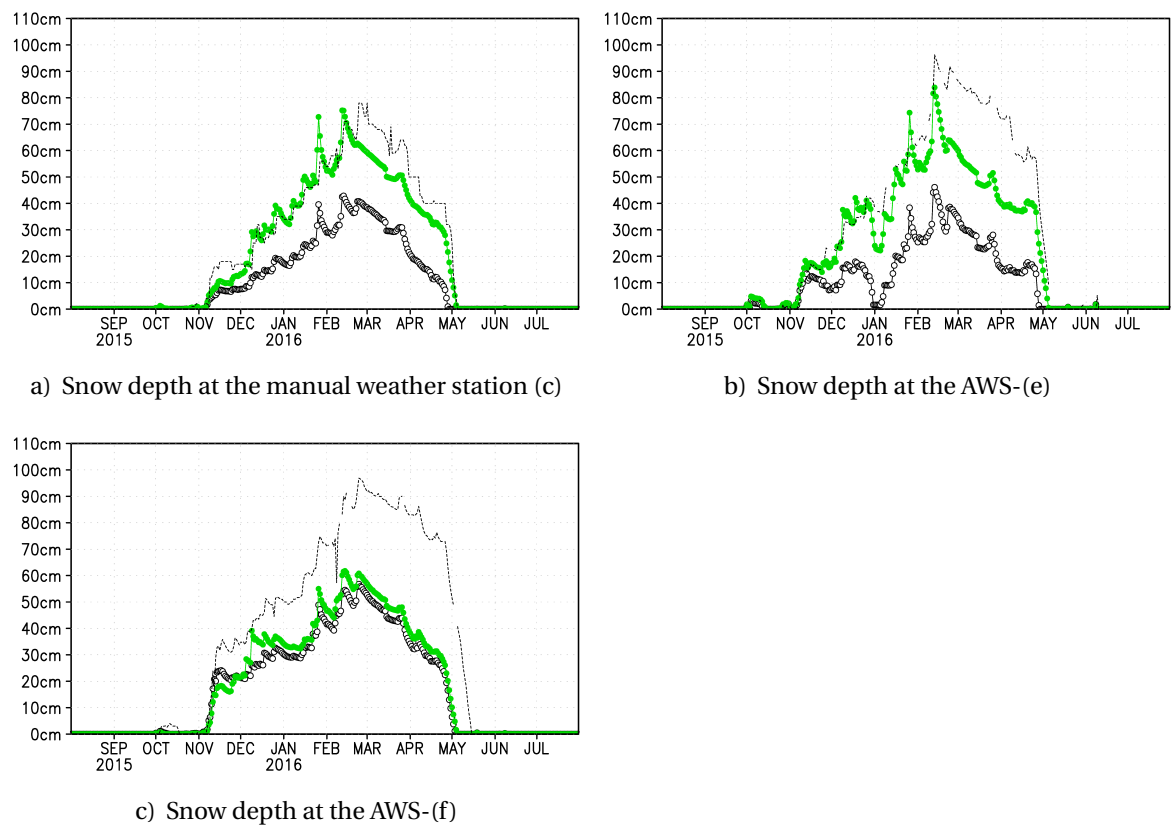 110cm
100cm
90cm
80cm
70cm
60cm
50cm
40cm
30cm
20cm
10cm
0cm
SEP OCT NOV DEC JAN FEB MAR APR MAY JUN JUL
2015 2016
a) Snow depth at the manual weather station (c)
110cm
100cm
90cm
80cm
70cm
60cm
50cm
40cm
30cm
20cm
10cm
0cm
SEP OCT NOV DEC JAN FEB MAR APR MAY JUN JUL
2015 2016
b) Snow depth at the AWS-(e)
110cm
100cm
90cm
80cm
70cm
60cm
50cm
40cm
30cm
20cm
10cm
0cm
SEP OCT NOV DEC JAN FEB MAR APR MAY JUN JUL
2015 2016
c) Snow depth at the AWS-(f)